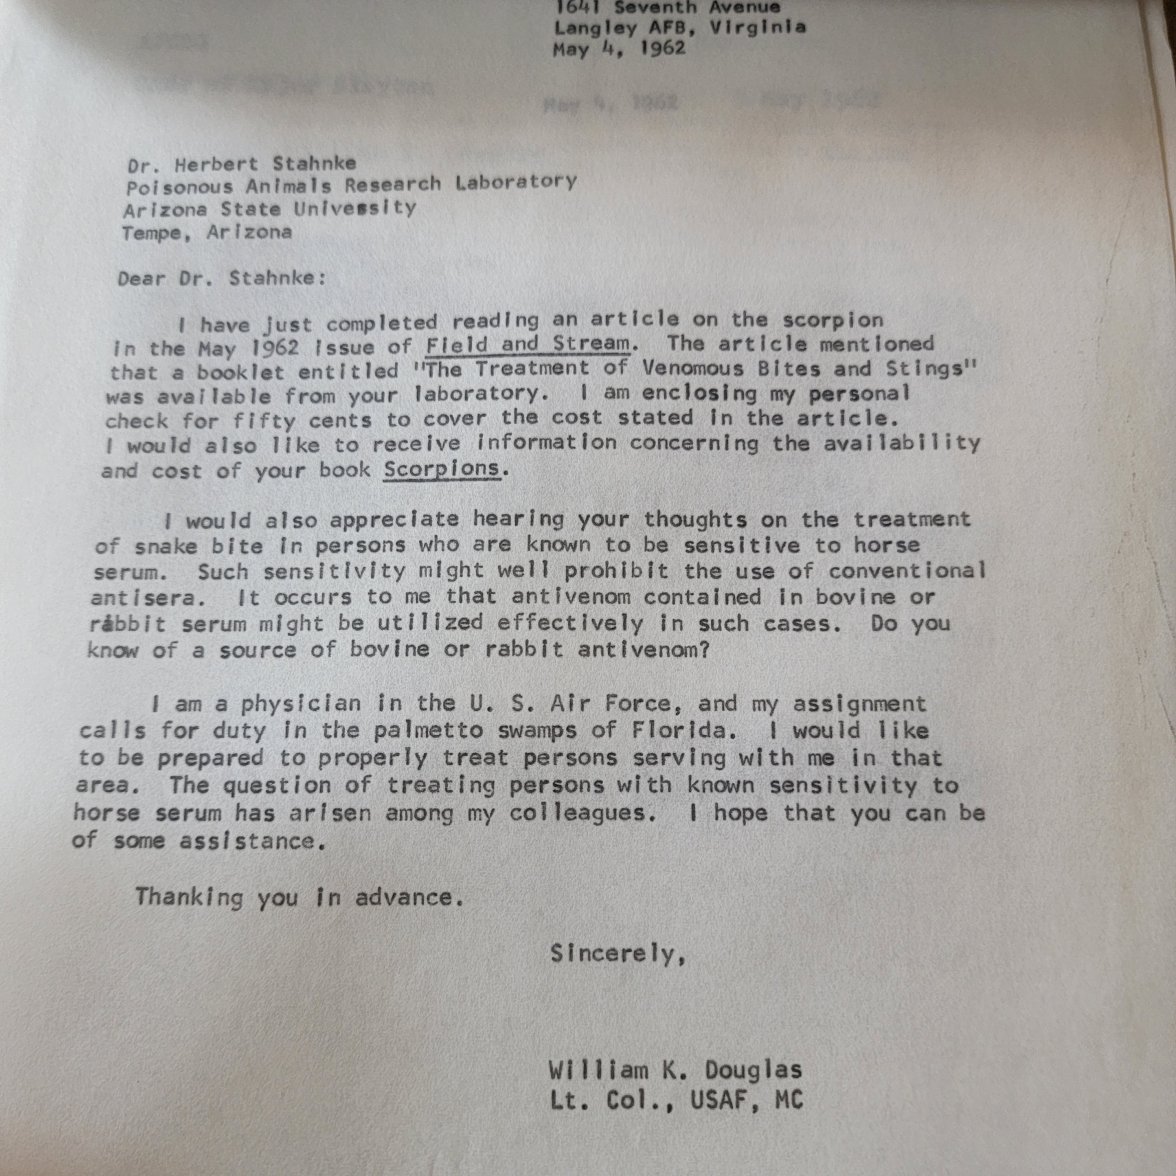 1641 Seventh Avenue
Langley AFB, Virginia
May 4, 1962
May 4, 1962
May 1962
Dr. Herbert Stahnke
Poisonous Animals Research Laboratory
Arizona State Univessity
Tempe, Arizona
Dear Dr. Stahnke:
I have just completed reading an article on the scorpion
in the May 1962 issue of Field and Stream. The article mentioned
that a booklet entitled "The Treatment of Venomous Bites and Stings"
was available from your laboratory. I am enclosing my personal
check for fifty cents to cover the cost stated in the article.
I would also like to receive information concerning the availability
and cost of your book Scorpions.
I would also appreciate hearing your thoughts on the treatment
of snake bite in persons who are known to be sensitive to horse
serum. Such sensitivity might well prohibit the use of conventional
antisera. It occurs to me that antivenom contained in bovine or
rabbit serum might be utilized effectively in such cases. Do you
know of a source of bovine or rabbit antivenom?
I am a physician in the U. S. Air Force, and my assignment
calls for duty in the palmetto swamps of Florida. I would like
to be prepared to properly treat persons serving with me in that
area. The question of treating persons with known sensitivity to
horse serum has arisen among my colleagues. I hope that you can be
of some assistance.
Thanking you in advance.
Sincerely,
William K. Douglas
Lt. Col., USAF, MC